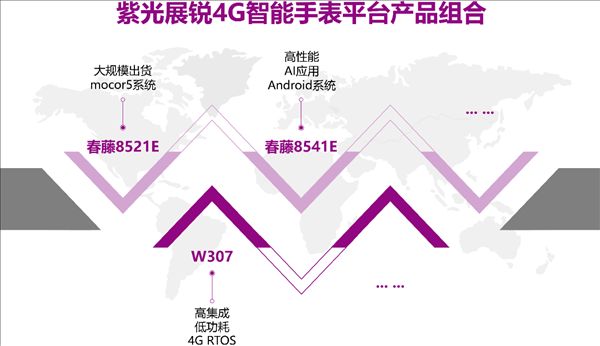 紫光展锐4G智能手表平台产品组合
大规模出货
mocor5系统
春藤8521E
高性能
AI应用
Android系统
春藤8541E
... ...
W307
高集成
低功耗
4G RTOS
... ...